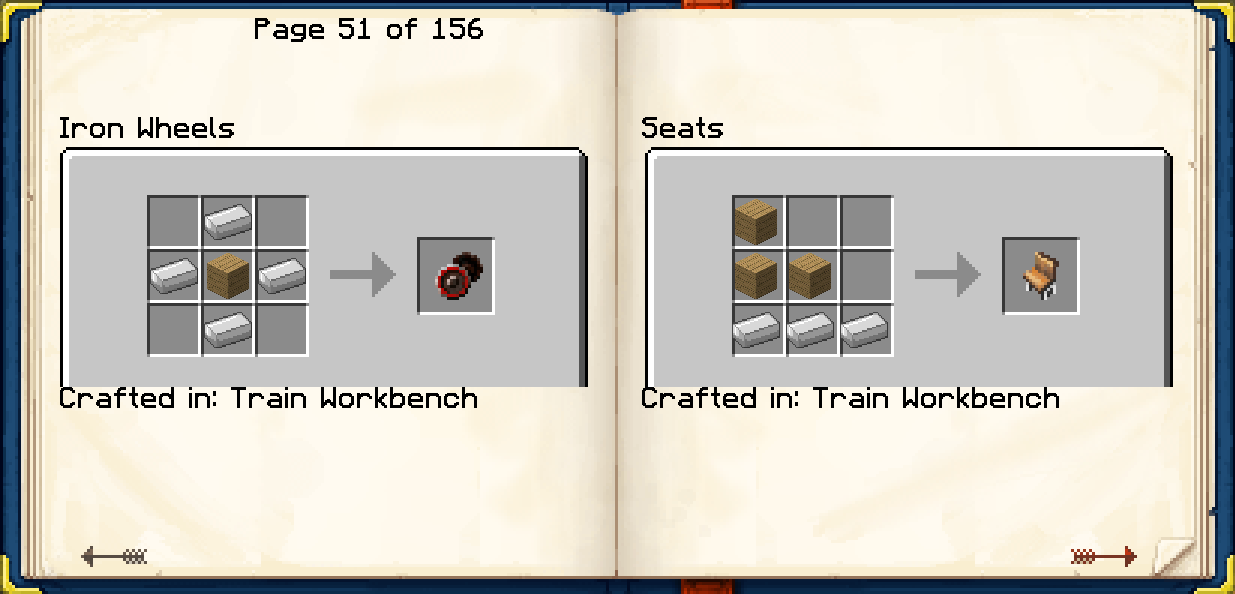 Page 51 of 156
Iron Wheels
Crafted in: Train Workbench
Seats
Crafted in: Train Workbench